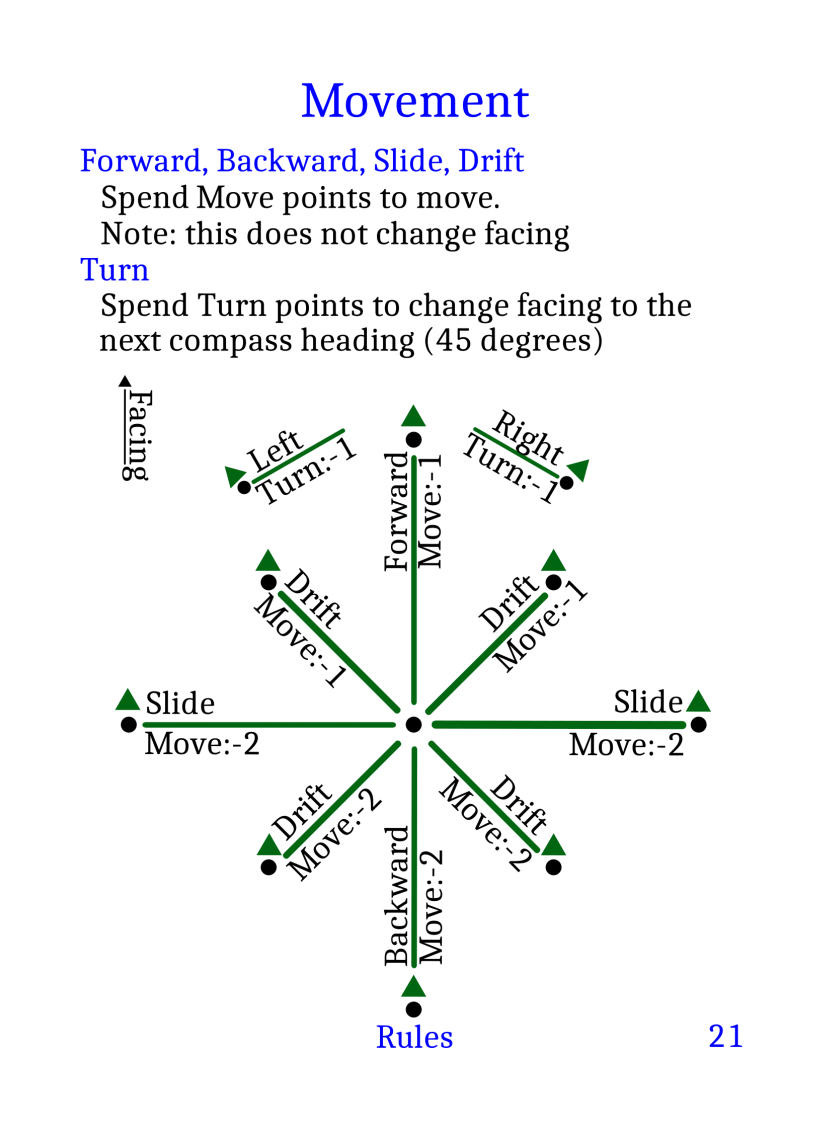 Movement
Forward, Backward, Slide, Drift
Spend Move points to move.
Note: this does not change facing
Turn
Spend Turn points to change facing to the
next compass heading (45 degrees)
Facing
Left
Turn:-1
Forward
Move:-1
Right
Turn:-1
Drift
Move:-1
Drift
Move:-1
Slide
Move:-2
Slide
Move:-2
Drift
Move:-2
Backward
Move:-2
Drift
Move:-2
Rules
21